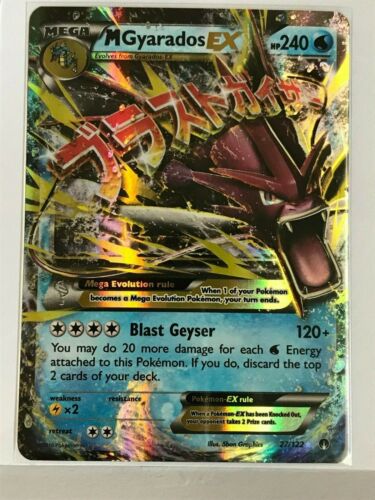 MEGA
MGyaradosEX
HP240
Evolves from Gyarados-EX
ブラストガイザー
Mega Evolution rule
When 1 of your Pokémon
becomes a Mega Evolution Pokémon, your turn ends.
Blast Geyser 120+
You may do 20 more damage for each Energy
attached to this Pokémon. If you do, discard the top
2 cards of your deck.
weakness resistance
×2
Pokémon-EX rule
When a Pokémon-EX has been Knocked Out,
your opponent takes 2 Prize cards.
retreat
Illus. 5ban Graphics
27/122